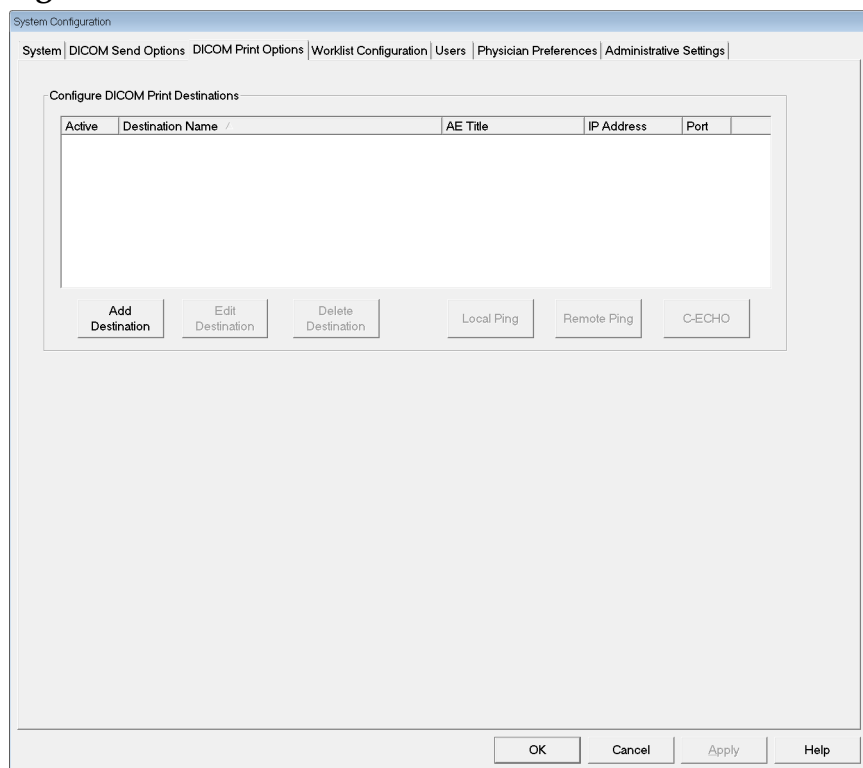 System Configuration
System DICOM Send Options DICOM Print Options Worklist Configuration Users Physician Preferences Administrative Settings
Configure DICOM Print Destinations
Active Destination Name AE Title IP Address Port
Add Destination Edit Destination Delete Destination Local Ping Remote Ping C-ECHO
OK Cancel Apply Help